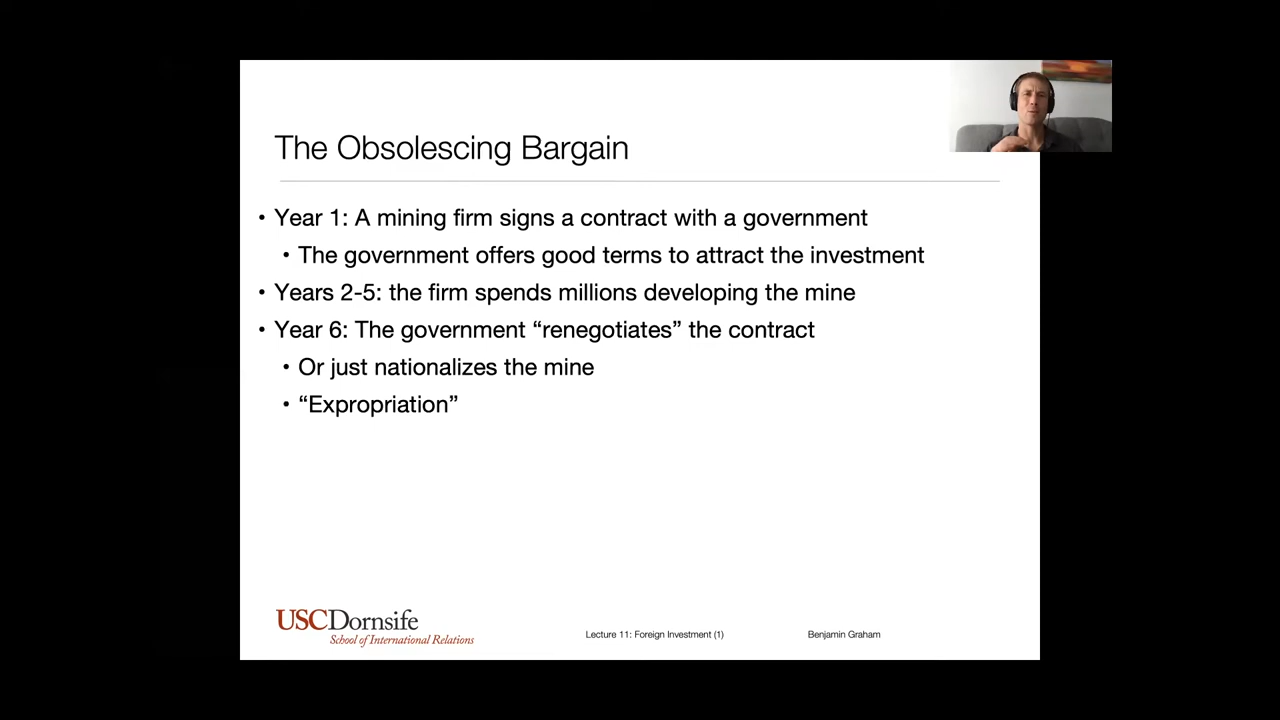 The Obsolescing Bargain
• Year 1: A mining firm signs a contract with a government
• The government offers good terms to attract the investment
• Years 2-5: the firm spends millions developing the mine
• Year 6: The government “renegotiates” the contract
• Or just nationalizes the mine
• “Expropriation”
USCDornsife
School of International Relations
Lecture 11: Foreign Investment (1)
Benjamin Graham